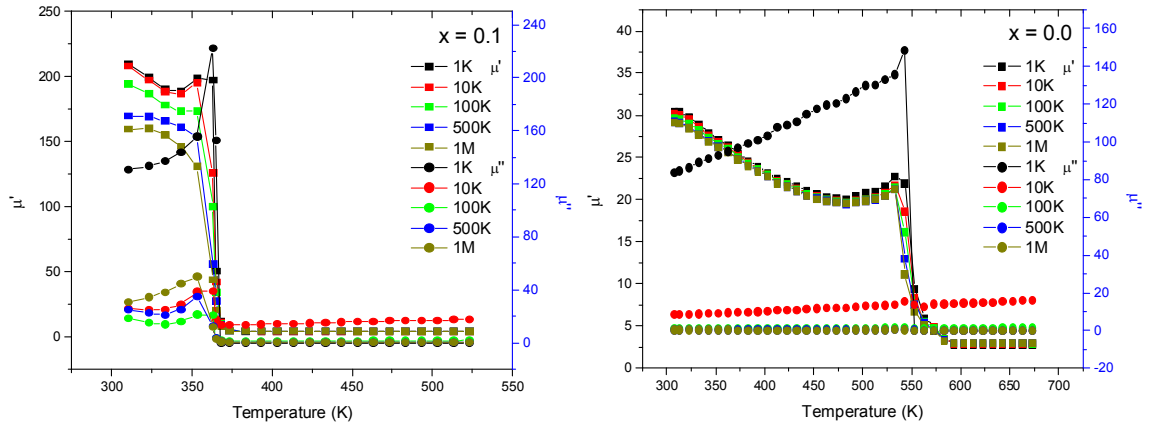 x = 0.1
1K μ'
10K
100K
500K
1M
1K μ"
10K
100K
500K
1M
250
200
150
100
50
0
μ'
240
200
160
120
80
40
0
μ"
300 350 400 450 500 550
Temperature (K)
x = 0.0
1K μ'
10K
100K
500K
1M
1K μ"
10K
100K
500K
1M
40
35
30
25
20
15
10
5
0
μ'
160
140
120
100
80
60
40
20
0
-20
μ"
300 350 400 450 500 550 600 650 700
Temperature (K)